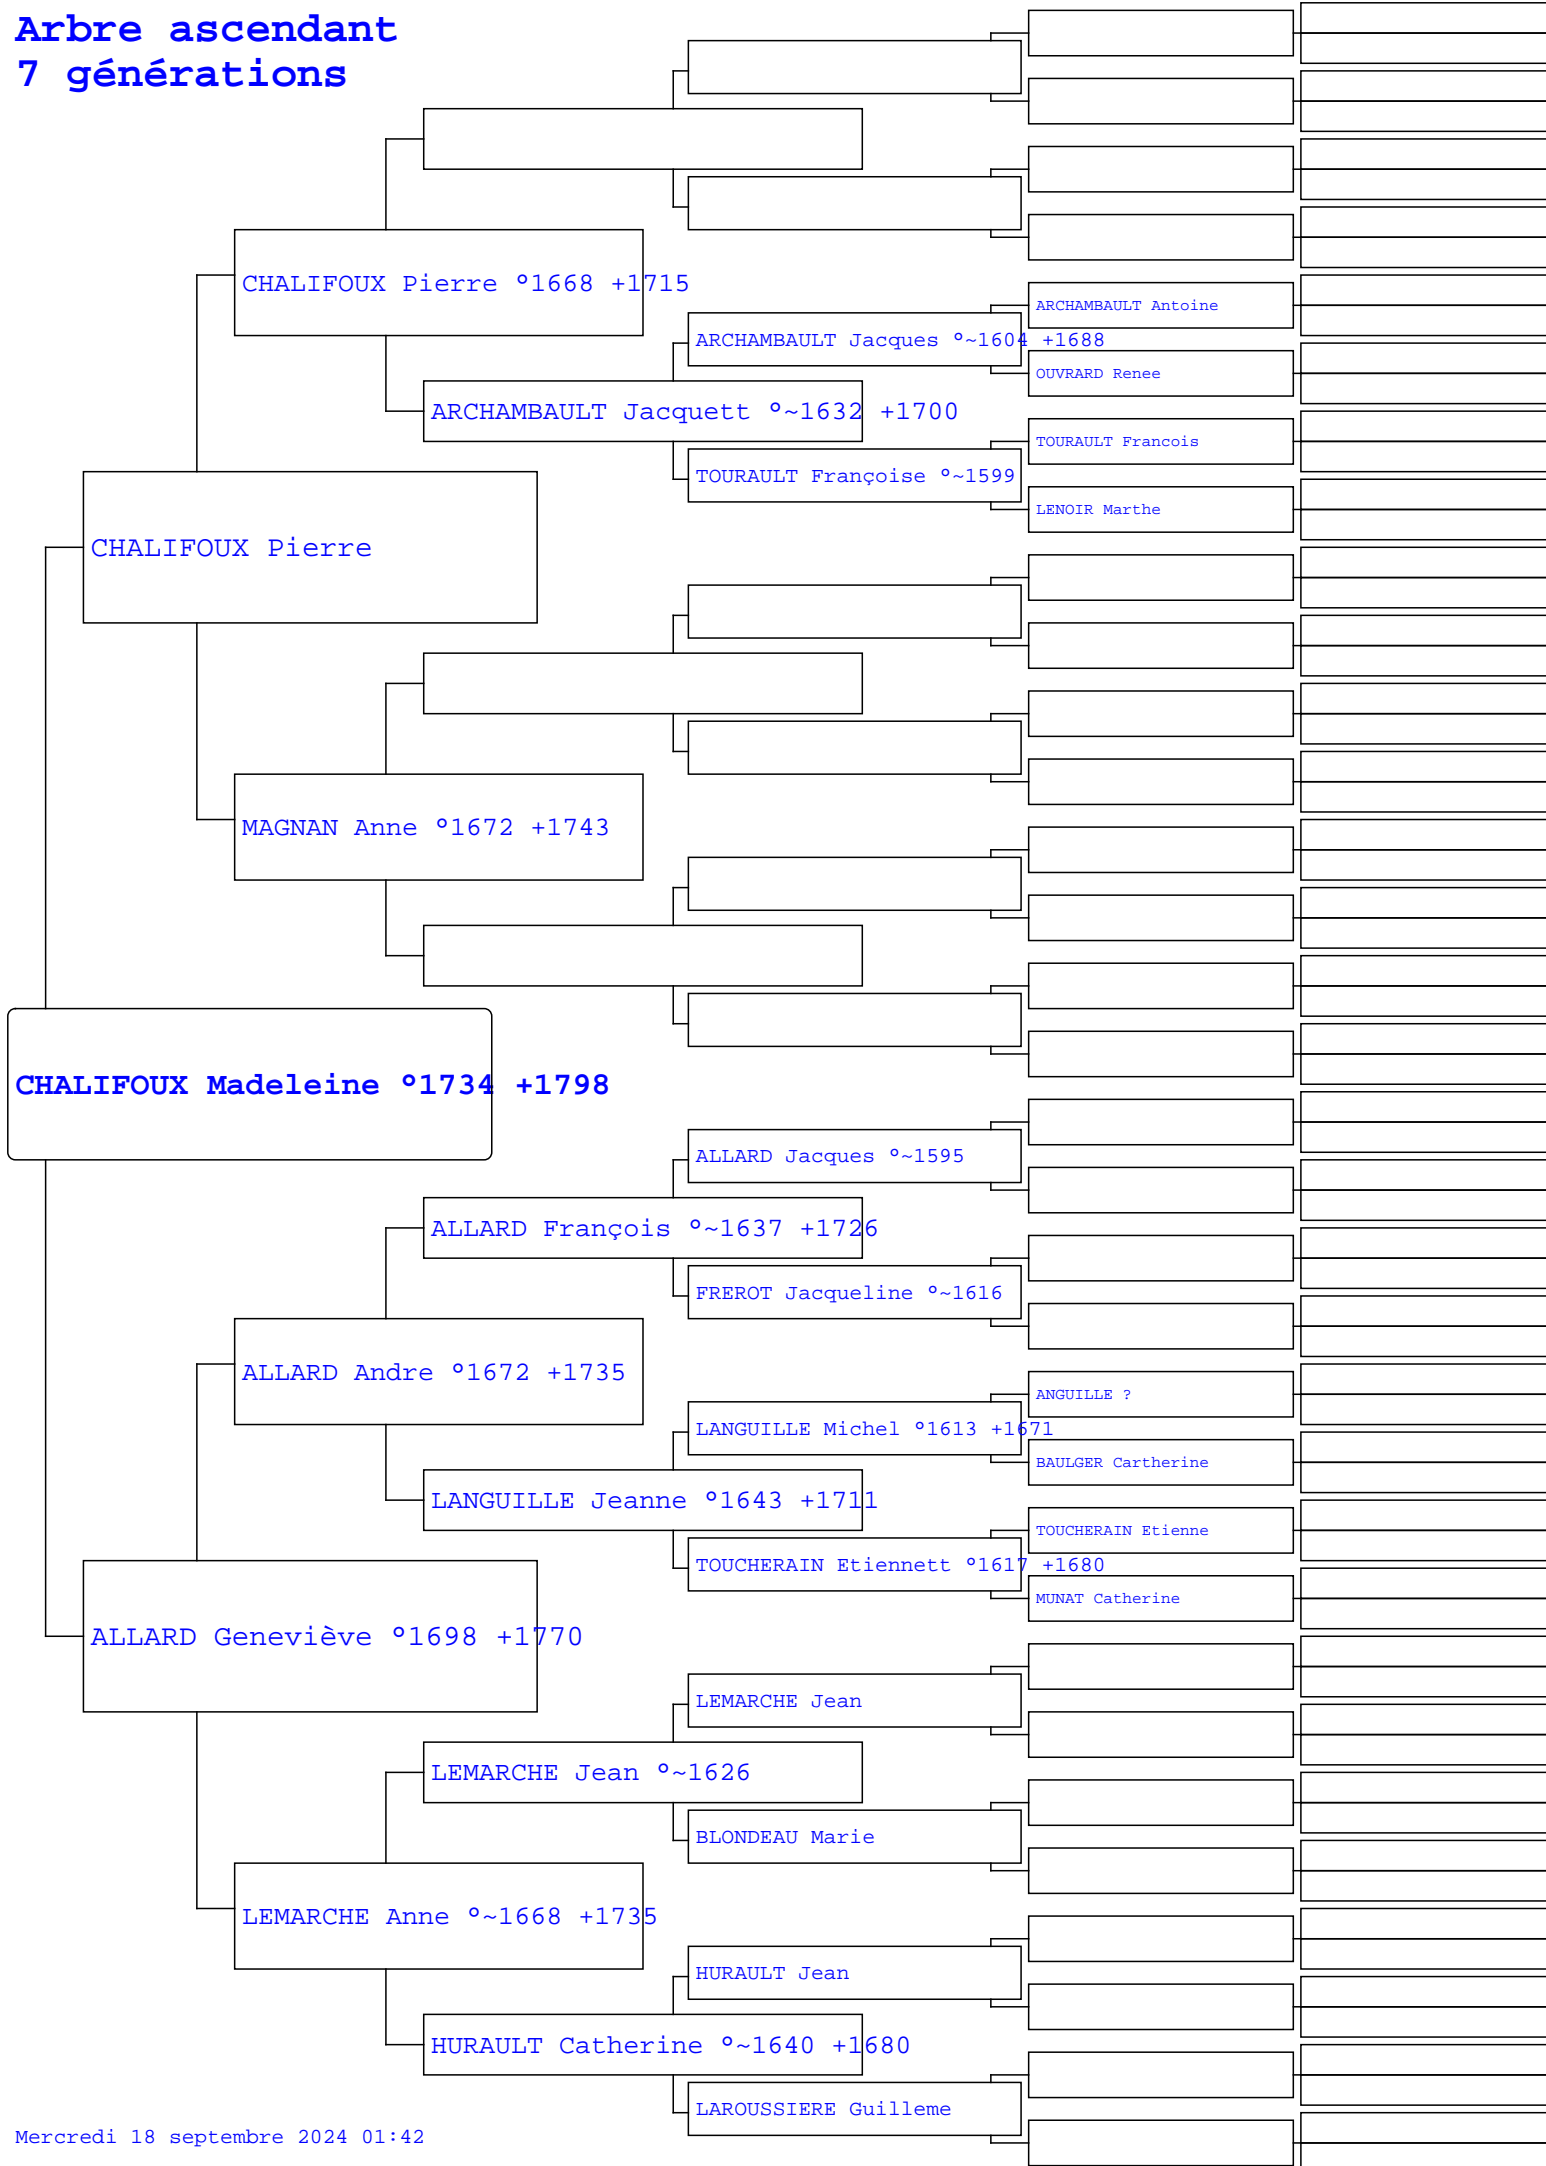 Arbre ascendant
7 générations
CHALIFOUX Pierre °1668 +1715
ARCHAMBAULT Antoine
ARCHAMBAULT Jacques °~1604 +1688
OUVRARD Renee
ARCHAMBAULT Jacquett °~1632 +1700
TOURAULT Francois
TOURAULT Françoise °~1599
LENOIR Marthe
CHALIFOUX Pierre
MAGNAN Anne °1672 +1743
CHALIFOUX Madeleine °1734 +1798
ALLARD Jacques °~1595
ALLARD François °~1637 +1726
FREROT Jacqueline °~1616
ALLARD Andre °1672 +1735
ANGUILLE ?
LANGUILLE Michel °1613 +1671
BAULGER Cartherine
LANGUILLE Jeanne °1643 +1711
TOUCHERAIN Etienne
TOUCHERAIN Etiennett °1617 +1680
MUNAT Catherine
ALLARD Geneviève °1698 +1770
LEMARCHE Jean
LEMARCHE Jean °~1626
BLONDEAU Marie
LEMARCHE Anne °~1668 +1735
HURAULT Jean
HURAULT Catherine °~1640 +1680
LAROUSSIERE Guilleme
Mercredi 18 septembre 2024 01:42